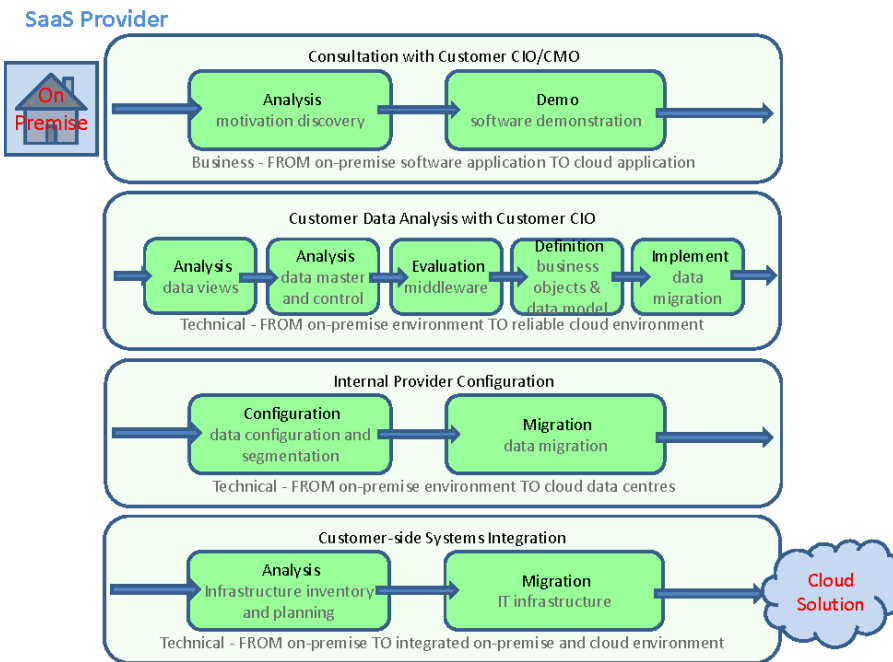 SaaS Provider
On
Premise
Consultation with Customer CIO/CMO
Analysis
motivation discovery
Demo
software demonstration
Business - FROM on-premise software application TO cloud application
Customer Data Analysis with Customer CIO
Analysis
data views
Analysis
data master
and control
Evaluation
middleware
Definition
business
objects &
data model
Implement
data
migration
Technical - FROM on-premise environment TO reliable cloud environment
Internal Provider Configuration
Configuration
data configuration and
segmentation
Migration
data migration
Technical - FROM on-premise environment TO cloud data centres
Customer-side Systems Integration
Analysis
Infrastructure inventory
and planning
Migration
IT infrastructure
Technical - FROM on-premise TO integrated on-premise and cloud environment
Cloud
Solution